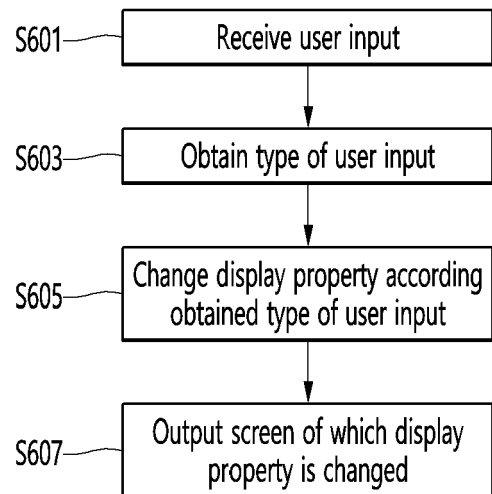 S601
Receive user input
S603
Obtain type of user input
S605
Change display property according
obtained type of user input
S607
Output screen of which display
property is changed